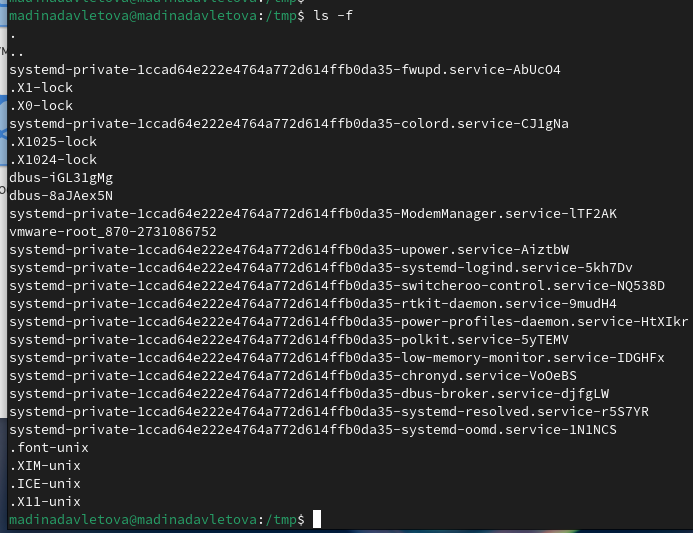 madinadavletova@madinadavletova:/tmp$ ls -f
.
..
systemd-private-1ccad64e222e4764a772d614ffb0da35-fwupd.service-AbUcO4
.X1-lock
.X0-lock
systemd-private-1ccad64e222e4764a772d614ffb0da35-colord.service-CJ1gNa
.X1025-lock
.X1024-lock
dbus-iGL31gMg
dbus-8aJAex5N
systemd-private-1ccad64e222e4764a772d614ffb0da35-ModemManager.service-lTF2AK
vmware-root_870-2731086752
systemd-private-1ccad64e222e4764a772d614ffb0da35-upower.service-AiztbW
systemd-private-1ccad64e222e4764a772d614ffb0da35-systemd-logind.service-5kh7Dv
systemd-private-1ccad64e222e4764a772d614ffb0da35-switcheroo-control.service-NQ538D
systemd-private-1ccad64e222e4764a772d614ffb0da35-rtkit-daemon.service-9mudH4
systemd-private-1ccad64e222e4764a772d614ffb0da35-power-profiles-daemon.service-HtXIkr
systemd-private-1ccad64e222e4764a772d614ffb0da35-polkit.service-5yTEMV
systemd-private-1ccad64e222e4764a772d614ffb0da35-low-memory-monitor.service-IDGHFx
systemd-private-1ccad64e222e4764a772d614ffb0da35-chronyd.service-VoOeBS
systemd-private-1ccad64e222e4764a772d614ffb0da35-dbus-broker.service-djfgLW
systemd-private-1ccad64e222e4764a772d614ffb0da35-systemd-resolved.service-r5S7YR
systemd-private-1ccad64e222e4764a772d614ffb0da35-systemd-oomd.service-1N1NCS
.font-unix
.XIM-unix
.ICE-unix
.X11-unix
madinadavletova@madinadavletova:/tmp$